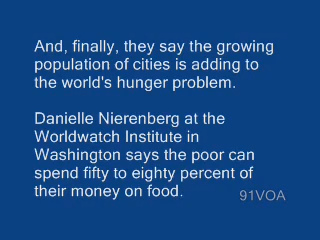 And, finally, they say the growing
population of cities is adding to
the world's hunger problem.
Danielle Nierenberg at the
Worldwatch Institute in
Washington says the poor can
spend fifty to eighty percent of
their money on food.
91VOA